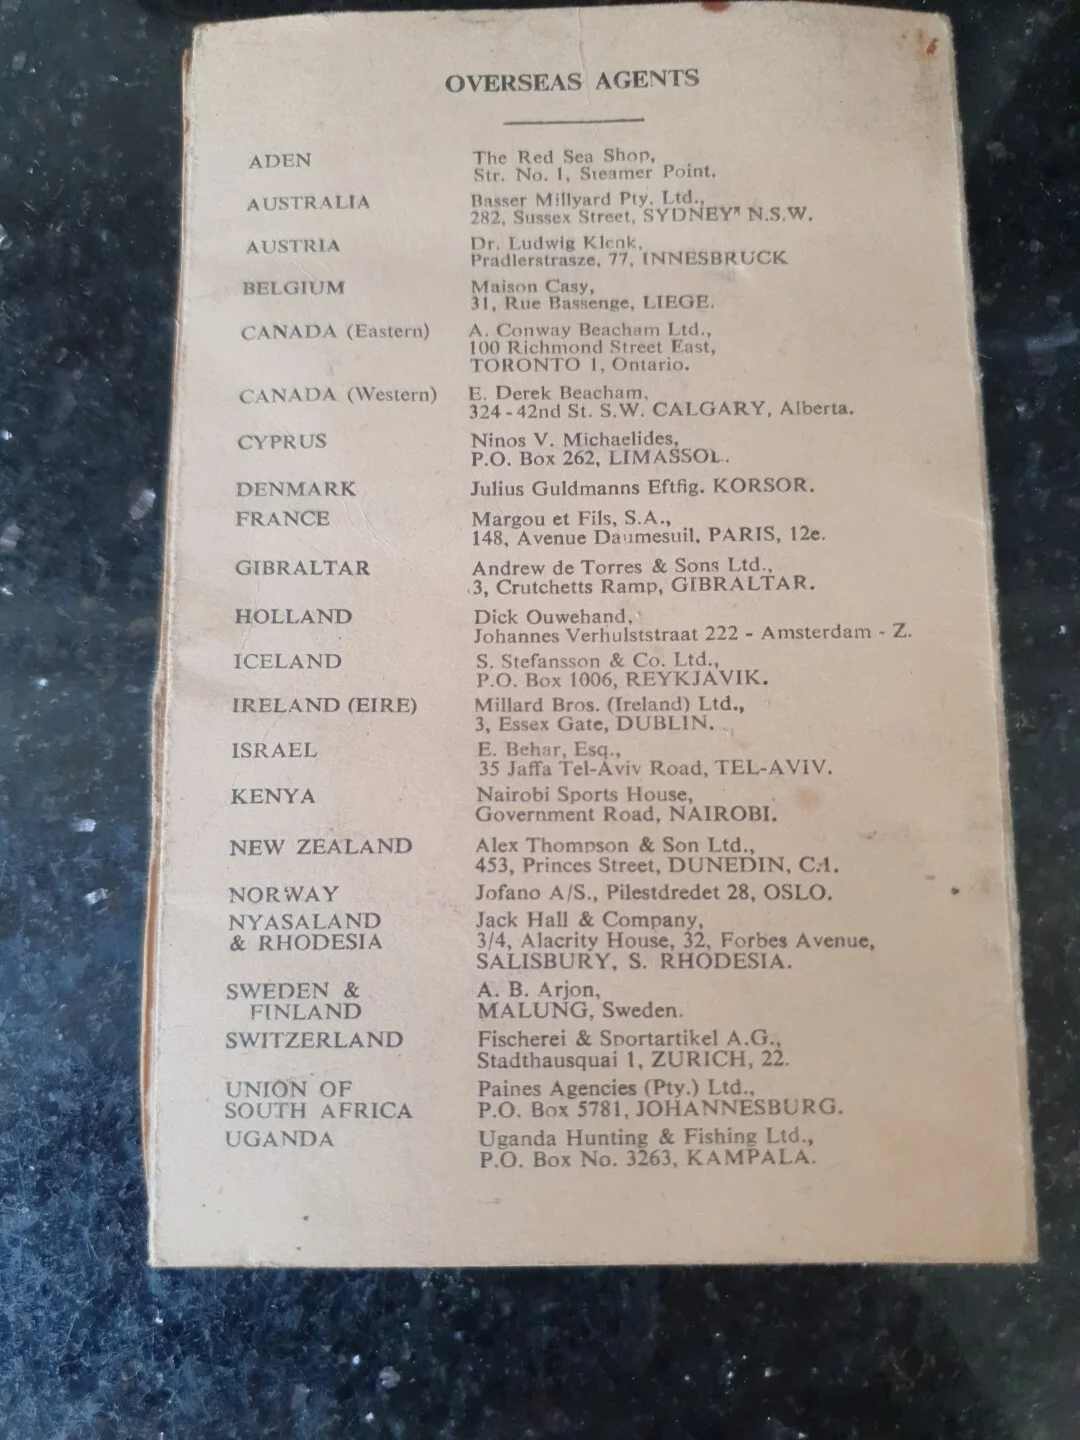 OVERSEAS AGENTS
ADEN The Red Sea Shop,
Str. No. 1, Steamer Point.
AUSTRALIA Basser Millyard Pty. Ltd.,
282, Sussex Street, SYDNEY" N.S.W.
AUSTRIA Dr. Ludwig Klenk,
Pradlerstrasze, 77, INNESBRUCK
BELGIUM Maison Casy,
31, Rue Bassenge, LIEGE.
CANADA (Eastern) A. Conway Beacham Ltd.,
100 Richmond Street East,
TORONTO 1, Ontario.
CANADA (Western) E. Derek Beacham,
324-42nd St. S.W. CALGARY, Alberta.
CYPRUS Ninos V. Michaelides,
P.O. Box 262, LIMASSOL.
DENMARK Julius Guldmanns Eftfig. KORSOR.
FRANCE Margou et Fils, S.A.,
148, Avenue Daumesuil, PARIS, 12e.
GIBRALTAR Andrew de Torres & Sons Ltd.,
3, Crutchetts Ramp, GIBRALTAR.
HOLLAND Dick Ouwehand,
Johannes Verhulststraat 222 - Amsterdam - Z.
ICELAND S. Stefansson & Co. Ltd.,
P.O. Box 1006, REYKJAVIK.
IRELAND (EIRE) Millard Bros. (Ireland) Ltd.,
3, Essex Gate, DUBLIN.
ISRAEL E. Behar, Esq.,
35 Jaffa Tel-Aviv Road, TEL-AVIV.
KENYA Nairobi Sports House,
Government Road, NAIROBI.
NEW ZEALAND Alex Thompson & Son Ltd.,
453, Princes Street, DUNEDIN, C.1.
NORWAY Jofano A/S., Pilestdredet 28, OSLO.
NYASALAND Jack Hall & Company,
& RHODESIA 3/4, Alacrity House, 32, Forbes Avenue,
SALISBURY, S. RHODESIA.
SWEDEN & A. B. Arjon,
FINLAND MALUNG, Sweden.
SWITZERLAND Fischerei & Sportartikel A.G.,
Stadthausquai 1, ZURICH, 22.
UNION OF Paines Agencies (Pty.) Ltd.,
SOUTH AFRICA P.O. Box 5781, JOHANNESBURG.
UGANDA Uganda Hunting & Fishing Ltd.,
P.O. Box No. 3263, KAMPALA.